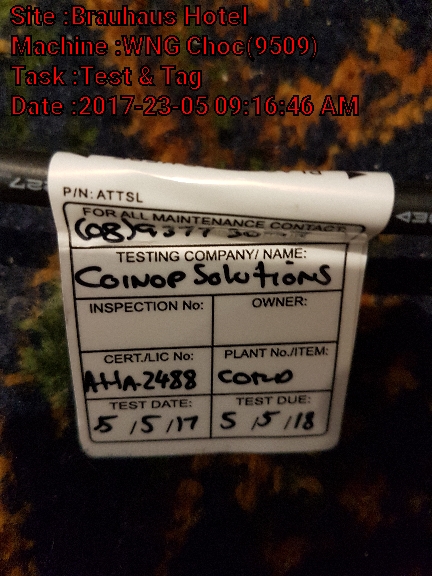 Site :Brauhaus Hotel
Machine :WNG Choc(9509)
Task :Test & Tag
Date :2017-23-05 09:16:46 AM
P/N: ATTSL
FOR ALL MAINTENANCE CONTACT
(08) 9377
TESTING COMPANY/ NAME:
COINOP SOLUTIONS
INSPECTION No: OWNER:
CERT./LIC No: PLANT No./ITEM:
AHA-2488
TEST DATE: TEST DUE:
5/5/17 5/5/18